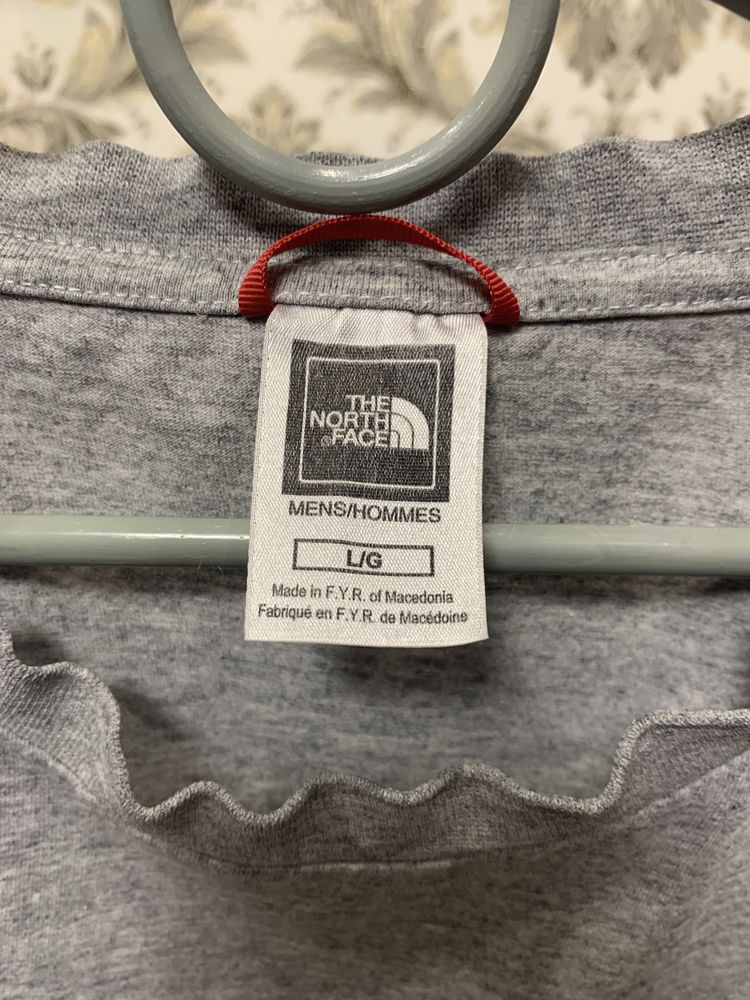 THE
NORTH
®FACE
MENS/HOMMES
L/G
Made in F.Y.R. of Macedonia
Fabriqué en F.Y.R. de Macédoine